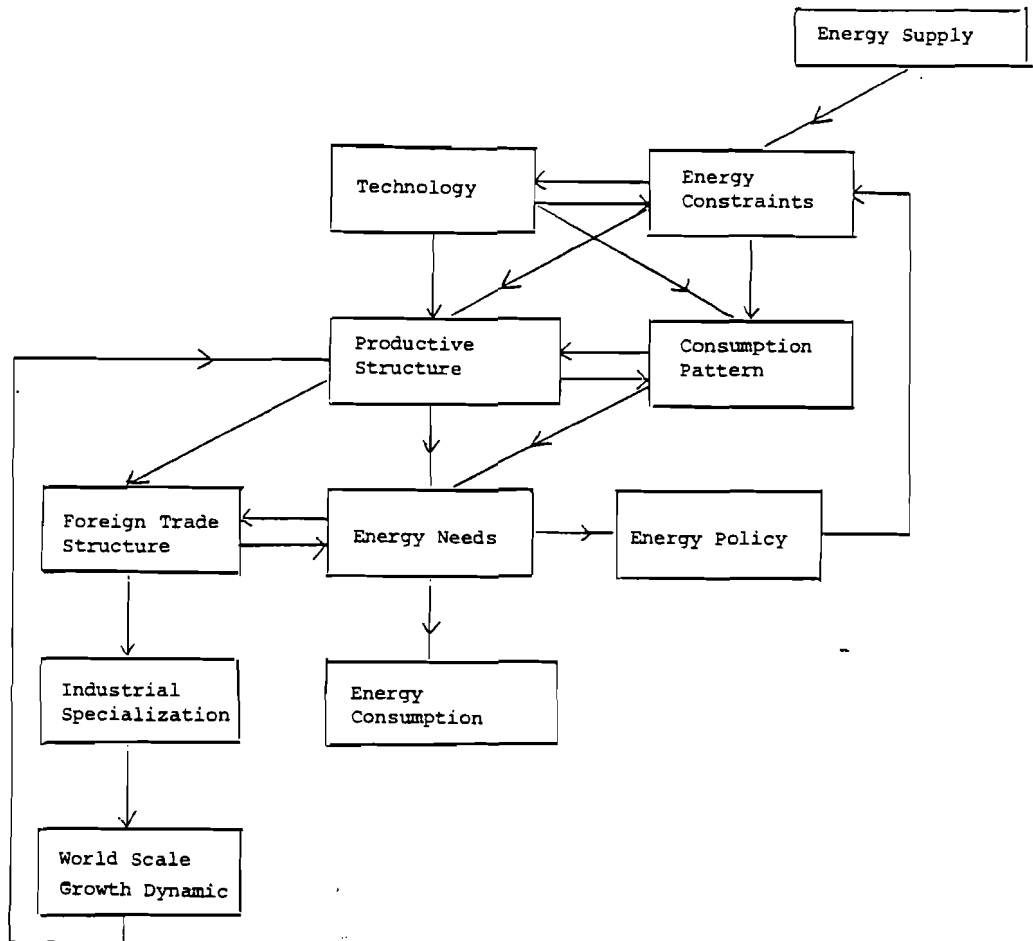 Energy Supply
Technology
Energy
Constraints
Productive
Structure
Consumption
Pattern
Foreign Trade
Structure
Energy Needs
Energy Policy
Industrial
Specialization
Energy
Consumption
World Scale
Growth Dynamic